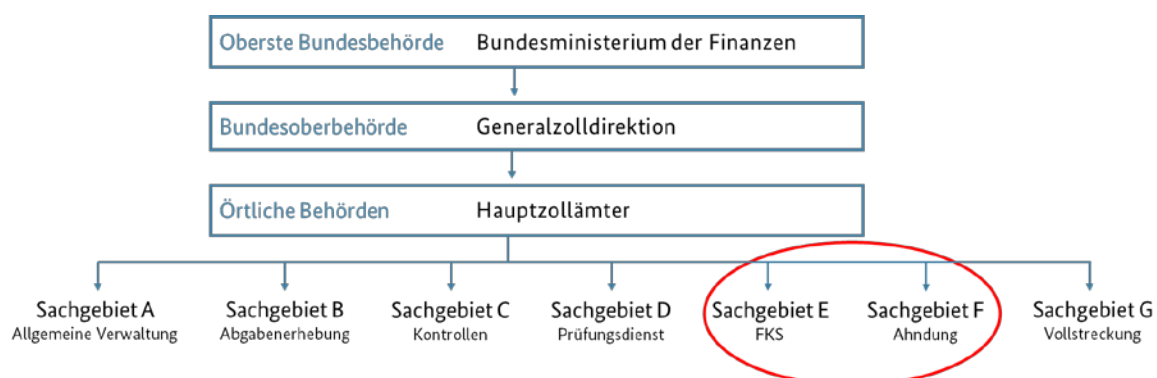 Oberste Bundesbehörde Bundesministerium der Finanzen
Bundesoberbehörde Generalzolldirektion
Örtliche Behörden Hauptzollämter
Sachgebiet A Sachgebiet B Sachgebiet C Sachgebiet D Sachgebiet E Sachgebiet F Sachgebiet G
Allgemeine Verwaltung Abgabenerhebung Kontrollen Prüfungsdienst FKS Ahndung Vollstreckung